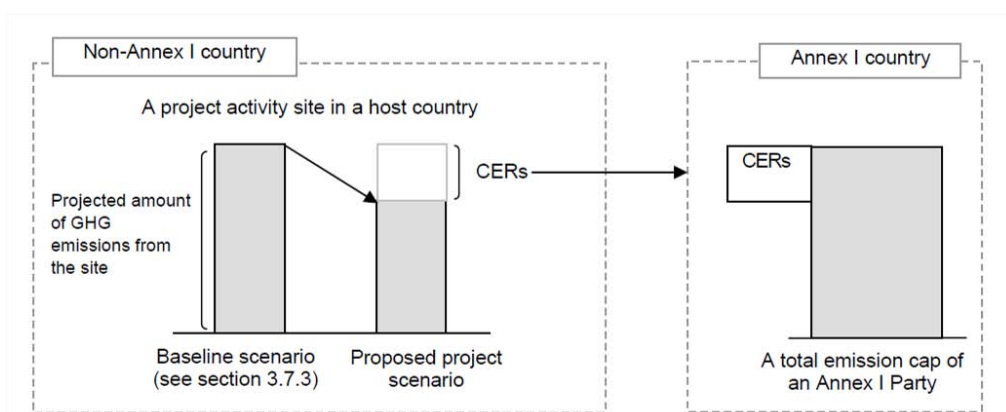 Non-Annex I country
Annex I country
A project activity site in a host country
CERs
CERs
Projected amount
of GHG
emissions from
the site
Baseline scenario
(see section 3.7.3)
Proposed project
scenario
A total emission cap of
an Annex I Party